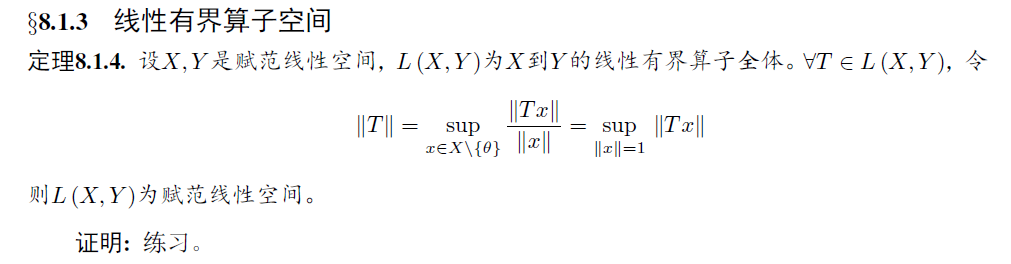 §8.1.3 线性有界算子空间
定理8.1.4. 设X,Y是赋范线性空间, L(X,Y)为X到Y的线性有界算子全体。∀T ∈ L(X,Y), 令
‖T‖ = sup_{x∈X\{θ}} ‖Tx‖/‖x‖ = sup_{‖x‖=1} ‖Tx‖
则L(X,Y)为赋范线性空间。
证明: 练习。